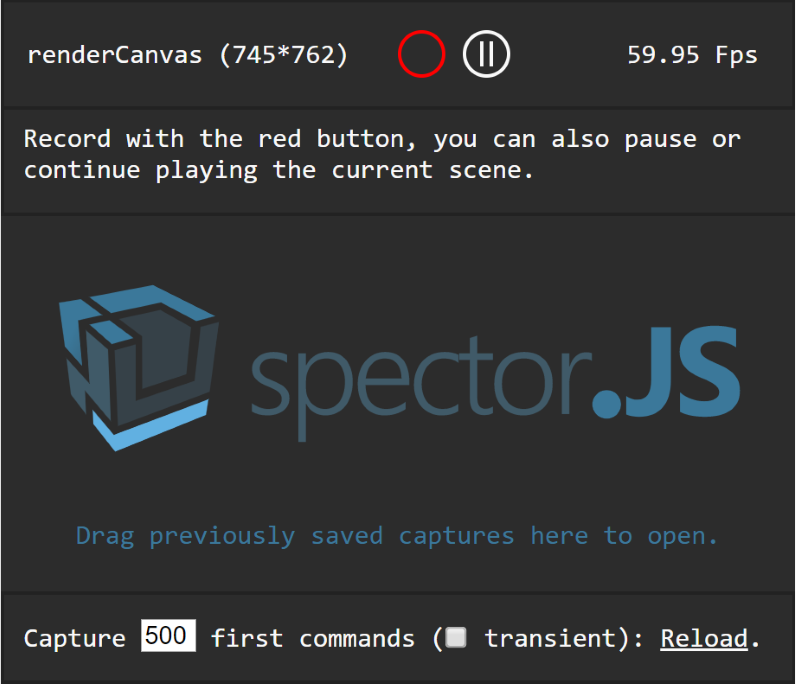 renderCanvas (745*762) 59.95 Fps
Record with the red button, you can also pause or
continue playing the current scene.
spector.JS
Drag previously saved captures here to open.
Capture 500 first commands ( transient): Reload.